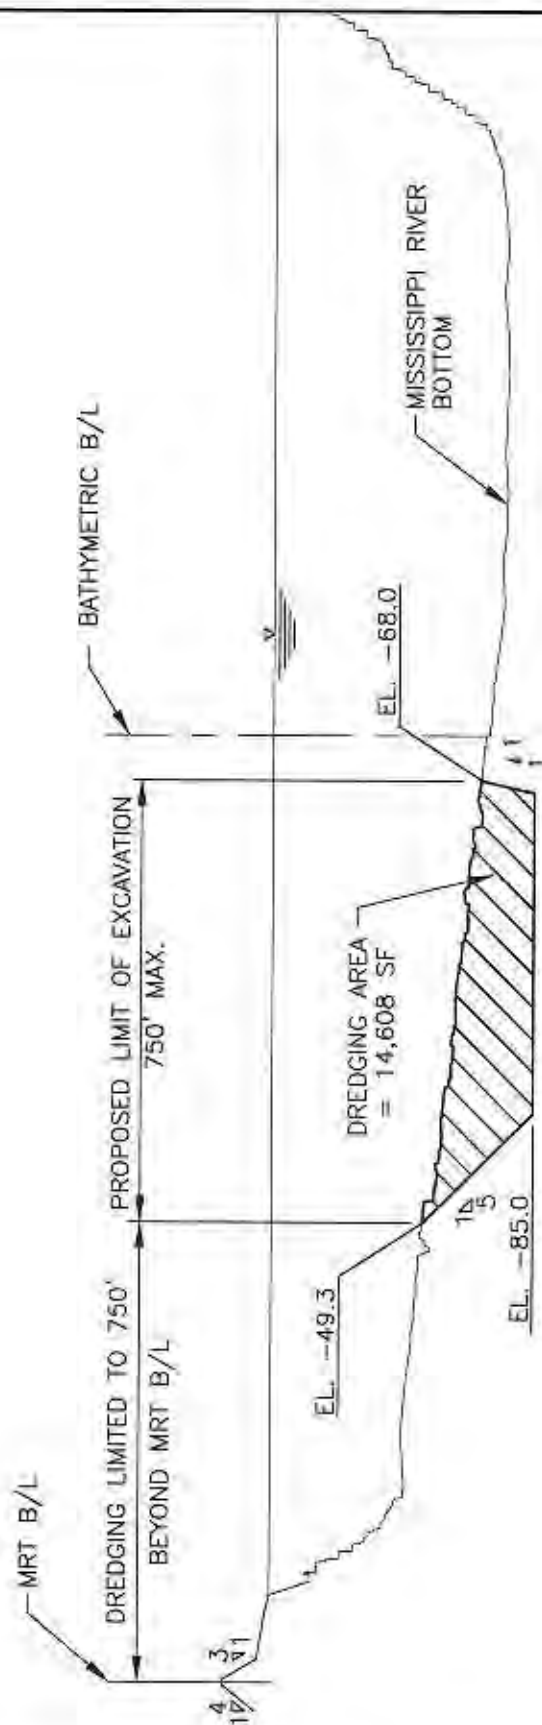 MRT B/L
DREDGING LIMITED TO 750'
BEYOND MRT B/L
PROPOSED LIMIT OF EXCAVATION
750' MAX.
BATHYMETRIC B/L
4
1
3
1
EL. -49.3
DREDGING AREA
= 14,608 SF
EL. -68.0
MISSISSIPPI RIVER
BOTTOM
1
5
EL. -85.0
1
1